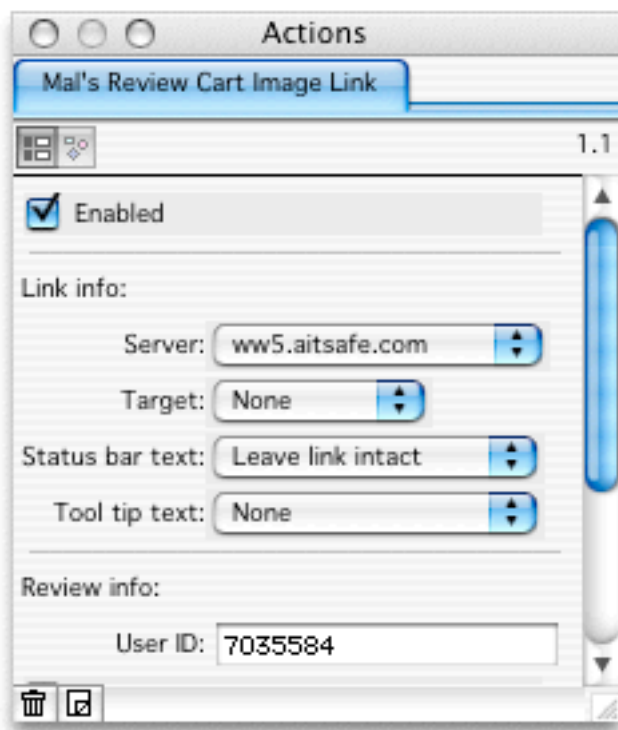 Actions
Mal's Review Cart Image Link
1.1
Enabled
Link info:
Server: ww5.aitsafe.com
Target: None
Status bar text: Leave link intact
Tool tip text: None
Review info:
User ID: 7035584